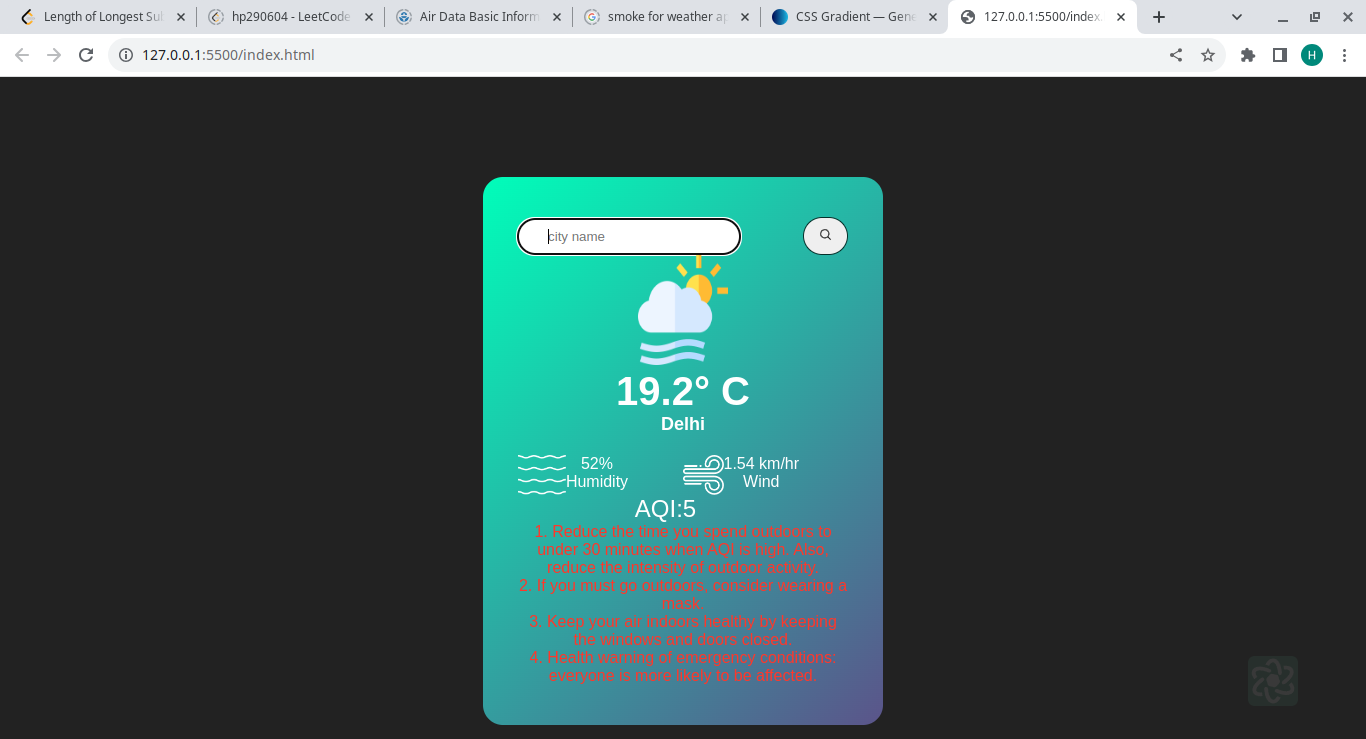 Length of Longest Su
hp290604 - LeetCode
Air Data Basic Inform
smoke for weather ap
CSS Gradient — Gene
127.0.0.1:5500/index.
127.0.0.1:5500/index.html
H
city name
19.2° C
Delhi
52%
Humidity
1.54 km/hr
Wind
AQI:5
1. Reduce the time you spend outdoors to
under 30 minutes when AQI is high. Also,
reduce the intensity of outdoor activity.
2. If you must go outdoors, consider wearing a
mask.
3. Keep your air indoors healthy by keeping
the windows and doors closed.
4. Health warning of emergency conditions:
everyone is more likely to be affected.